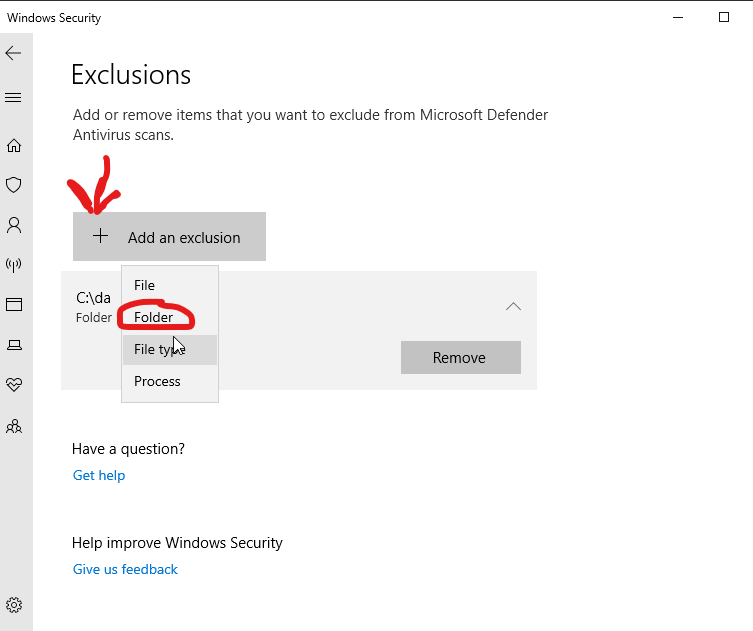 Windows Security
Exclusions
Add or remove items that you want to exclude from Microsoft Defender
Antivirus scans.
Add an exclusion
File
C:\da
Folder
Folder
File type
Process
Remove
Have a question?
Get help
Help improve Windows Security
Give us feedback